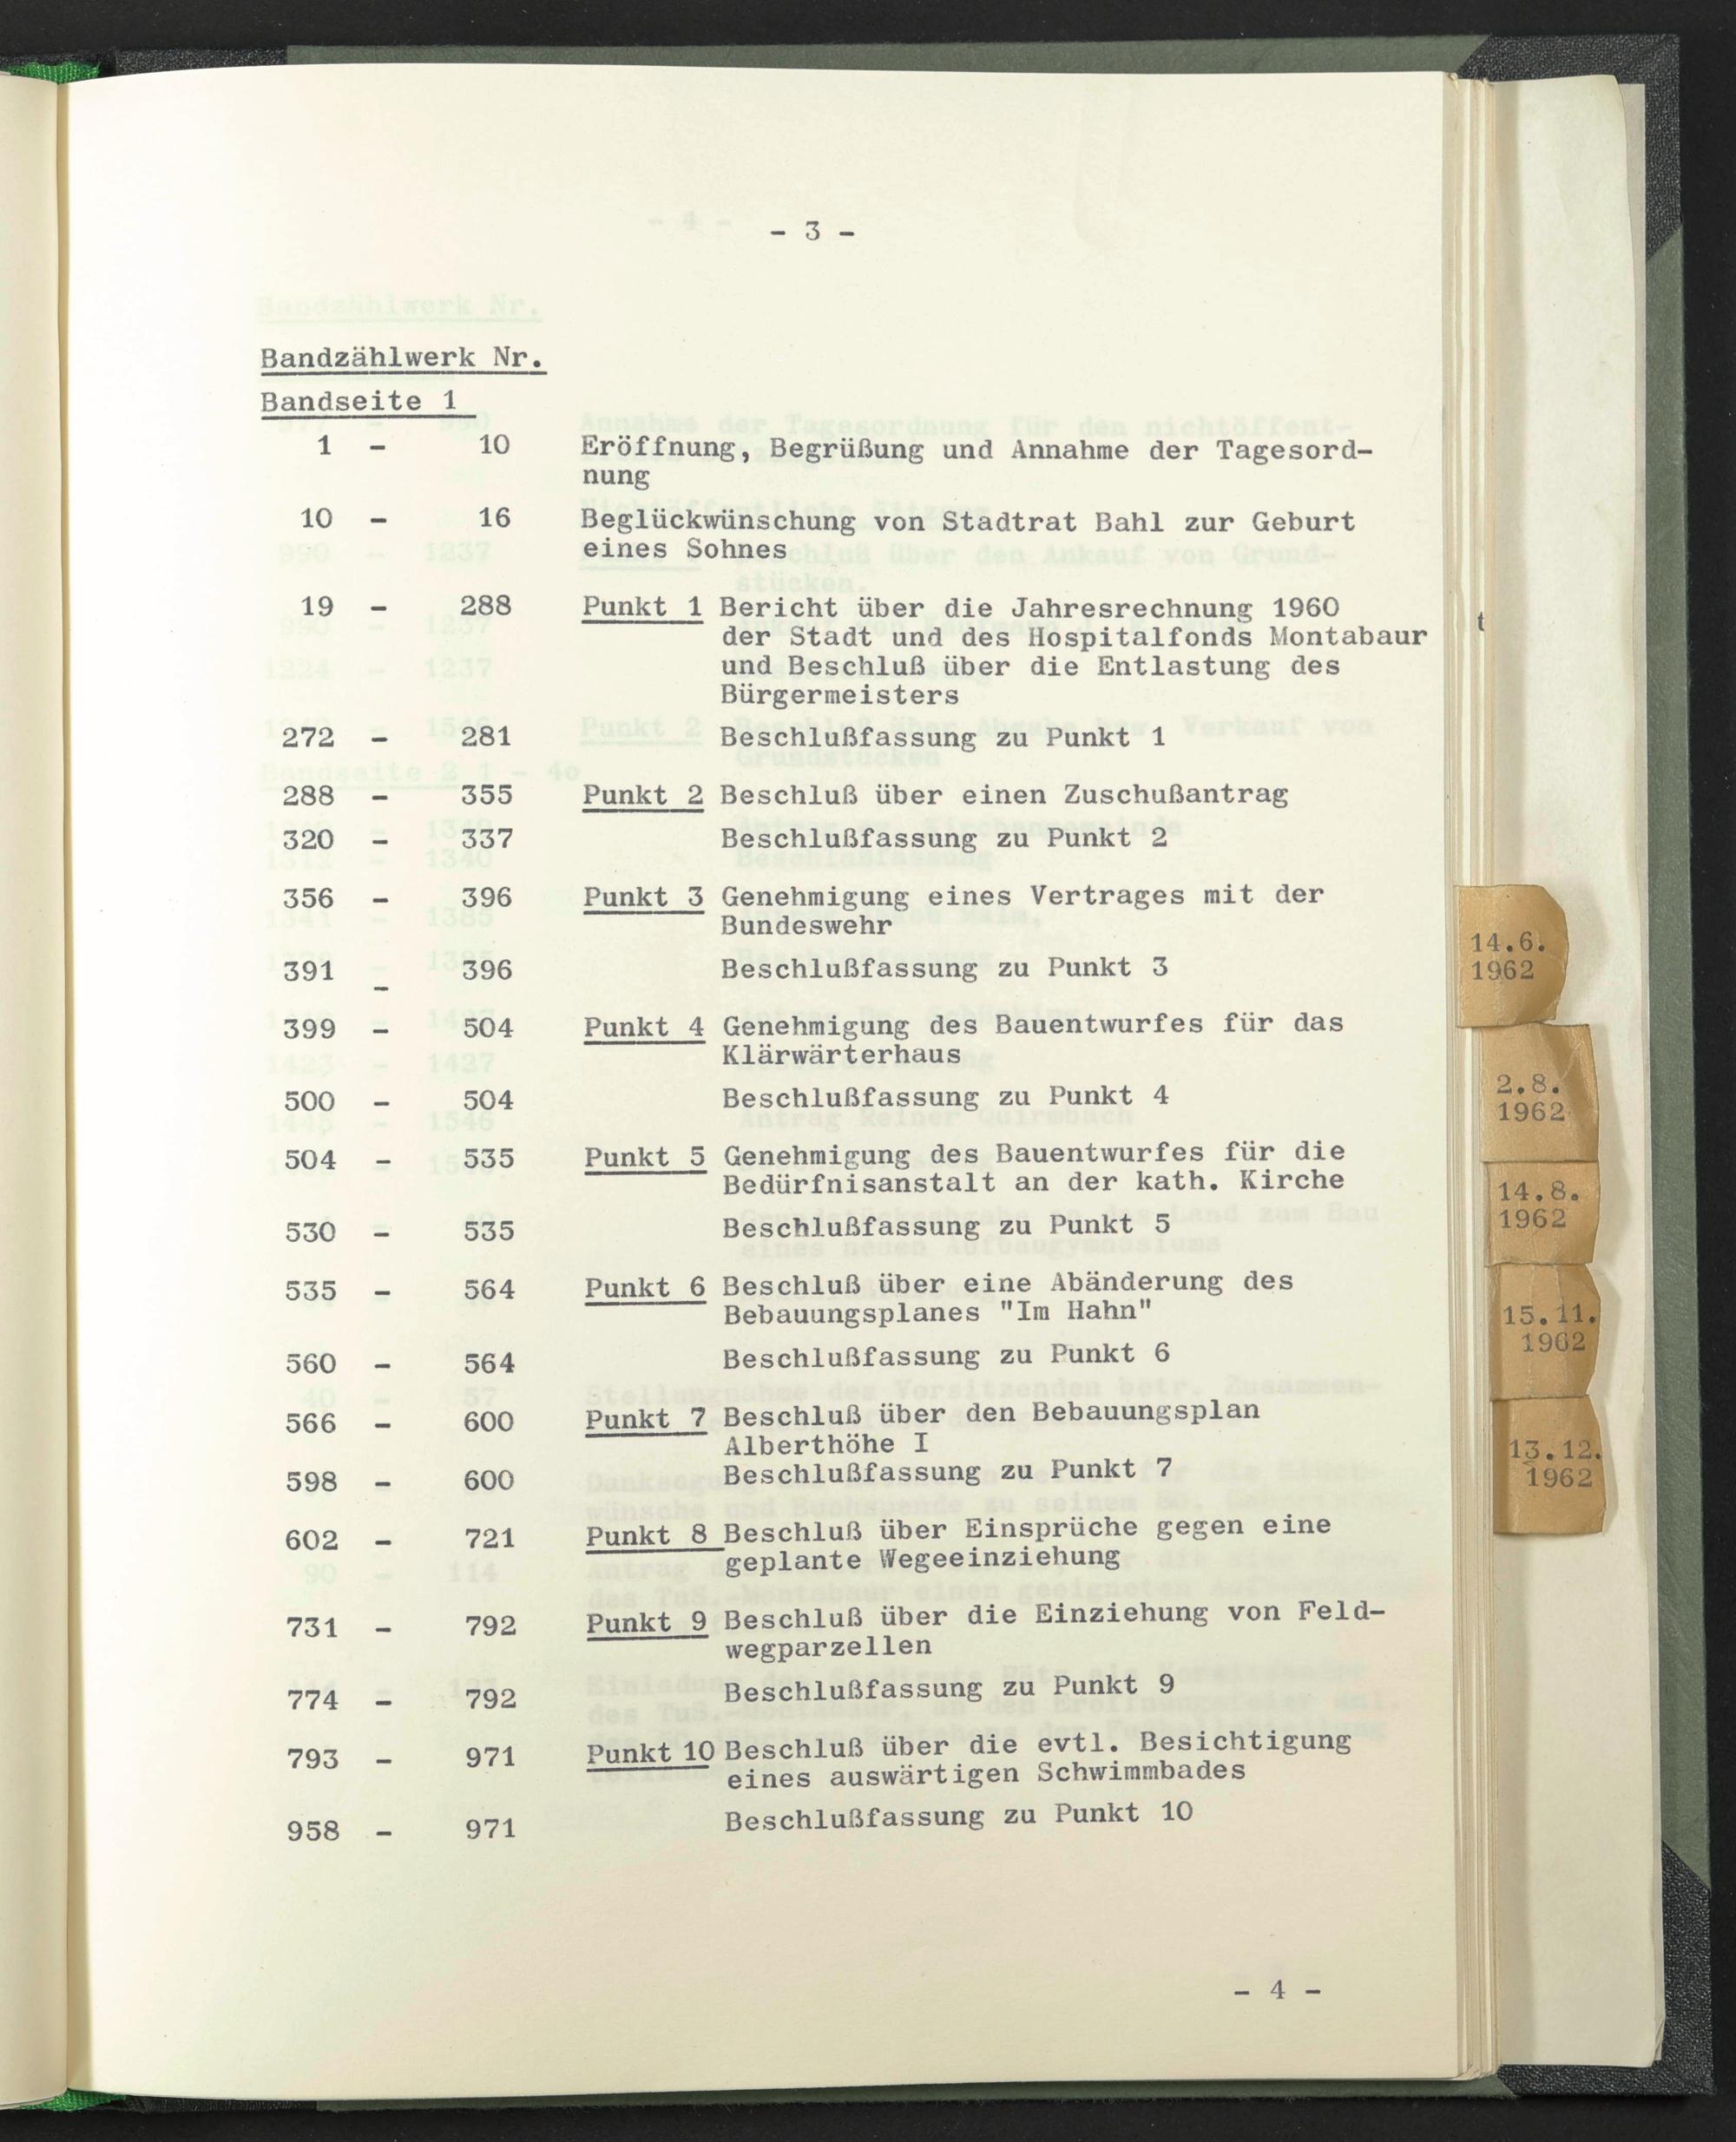 - 3 -
Bandzählwerk Nr.
Bandseite 1
1 - 10 Eröffnung, Begrüßung und Annahme der Tagesord-
nung
10 - 16 Beglückwünschung von Stadtrat Bahl zur Geburt
eines Sohnes
19 - 288 Punkt 1 Bericht über die Jahresrechnung 1960
der Stadt und des Hospitalfonds Montabaur
und Beschluß über die Entlastung des
Bürgermeisters
272 - 281 Beschlußfassung zu Punkt 1
288 - 355 Punkt 2 Beschluß über einen Zuschußantrag
320 - 337 Beschlußfassung zu Punkt 2
356 - 396 Punkt 3 Genehmigung eines Vertrages mit der
Bundeswehr
391 - 396 Beschlußfassung zu Punkt 3
399 - 504 Punkt 4 Genehmigung des Bauentwurfes für das
Klärwärterhaus
500 - 504 Beschlußfassung zu Punkt 4
504 - 535 Punkt 5 Genehmigung des Bauentwurfes für die
Bedürfnisanstalt an der kath. Kirche
530 - 535 Beschlußfassung zu Punkt 5
535 - 564 Punkt 6 Beschluß über eine Abänderung des
Bebauungsplanes "Im Hahn"
560 - 564 Beschlußfassung zu Punkt 6
566 - 600 Punkt 7 Beschluß über den Bebauungsplan
Alberthöhe I
598 - 600 Beschlußfassung zu Punkt 7
602 - 721 Punkt 8 Beschluß über Einsprüche gegen eine
geplante Wegeeinziehung
731 - 792 Punkt 9 Beschluß über die Einziehung von Feld-
wegparzellen
774 - 792 Beschlußfassung zu Punkt 9
793 - 971 Punkt 10 Beschluß über die evtl. Besichtigung
eines auswärtigen Schwimmbades
958 - 971 Beschlußfassung zu Punkt 10
- 4 -
t
14.6.
1962
2.8.
1962
14.8.
1962
15.11.
1962
13.12.
1962